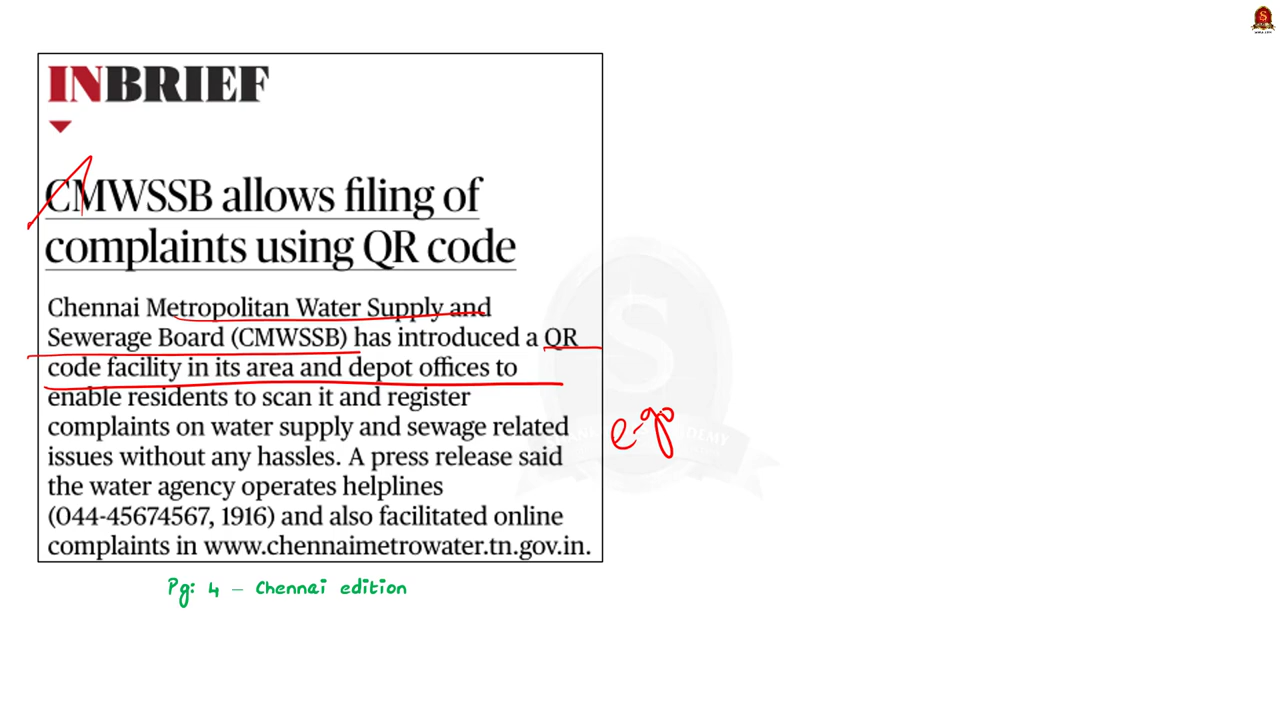 INBRIEF
CMWSSB allows filing of
complaints using QR code
Chennai Metropolitan Water Supply and
Sewerage Board (CMWSSB) has introduced a QR
code facility in its area and depot offices to
enable residents to scan it and register
complaints on water supply and sewage related
issues without any hassles. A press release said
the water agency operates helplines
(044-45674567, 1916) and also facilitated online
complaints in www.chennaimetrowater.tn.gov.in.
e-go
Pg: 4 – Chennai edition